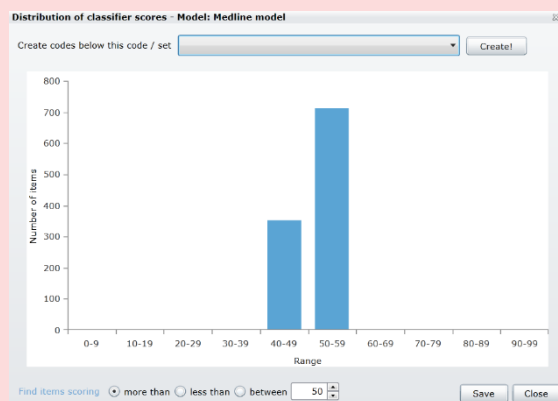 Distribution of classifier scores - Model: Medline model
Create codes below this code / set
Create!
800
700
600
500
400
300
200
100
0
Number of items
0-9 10-19 20-29 30-39 40-49 50-59 60-69 70-79 80-89 90-99
Range
Find items scoring more than less than between 50
Save Close